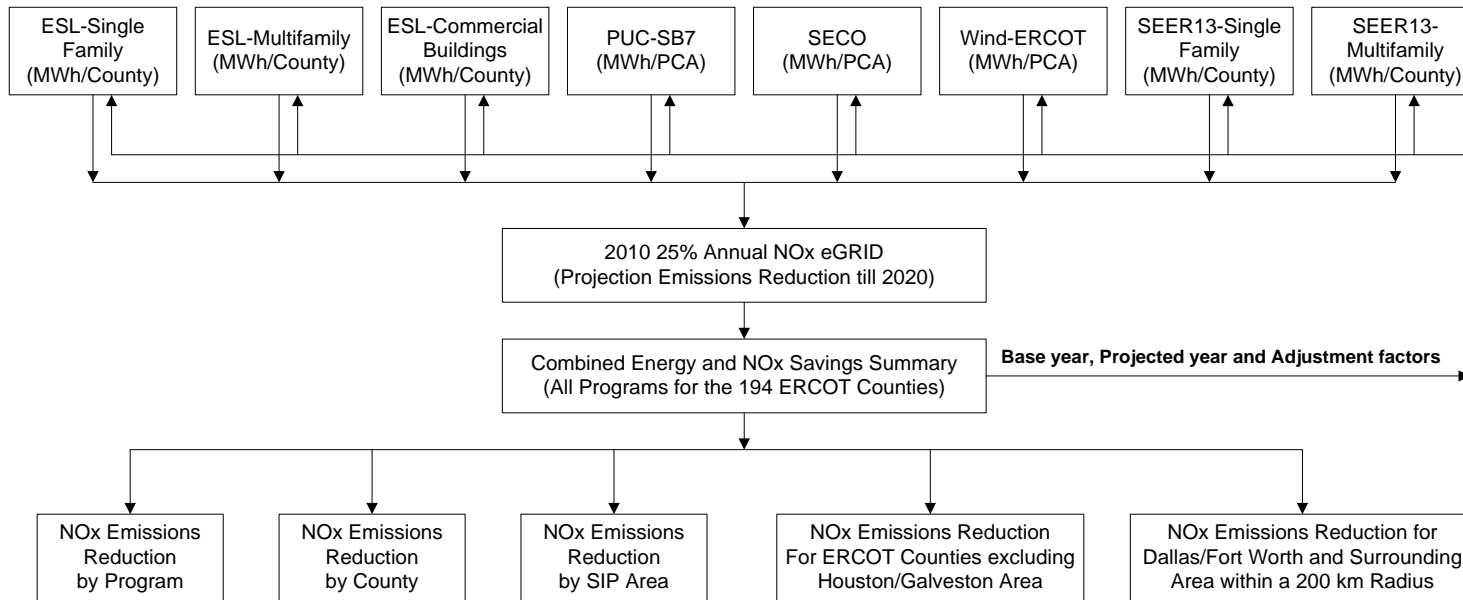 ESL-Single
Family
(MWh/County)
ESL-Multifamily
(MWh/County)
ESL-Commercial
Buildings
(MWh/County)
PUC-SB7
(MWh/PCA)
SECO
(MWh/PCA)
Wind-ERCOT
(MWh/PCA)
SEER13-Single
Family
(MWh/County)
SEER13-
Multifamily
(MWh/County)
2010 25% Annual NOx eGRID
(Projection Emissions Reduction till 2020)
Combined Energy and NOx Savings Summary
(All Programs for the 194 ERCOT Counties)
Base year, Projected year and Adjustment factors
NOx Emissions
Reduction
by Program
NOx Emissions
Reduction
by County
NOx Emissions
Reduction
by SIP Area
NOx Emissions Reduction
For ERCOT Counties excluding
Houston/Galveston Area
NOx Emissions Reduction for
Dallas/Fort Worth and Surrounding
Area within a 200 km Radius